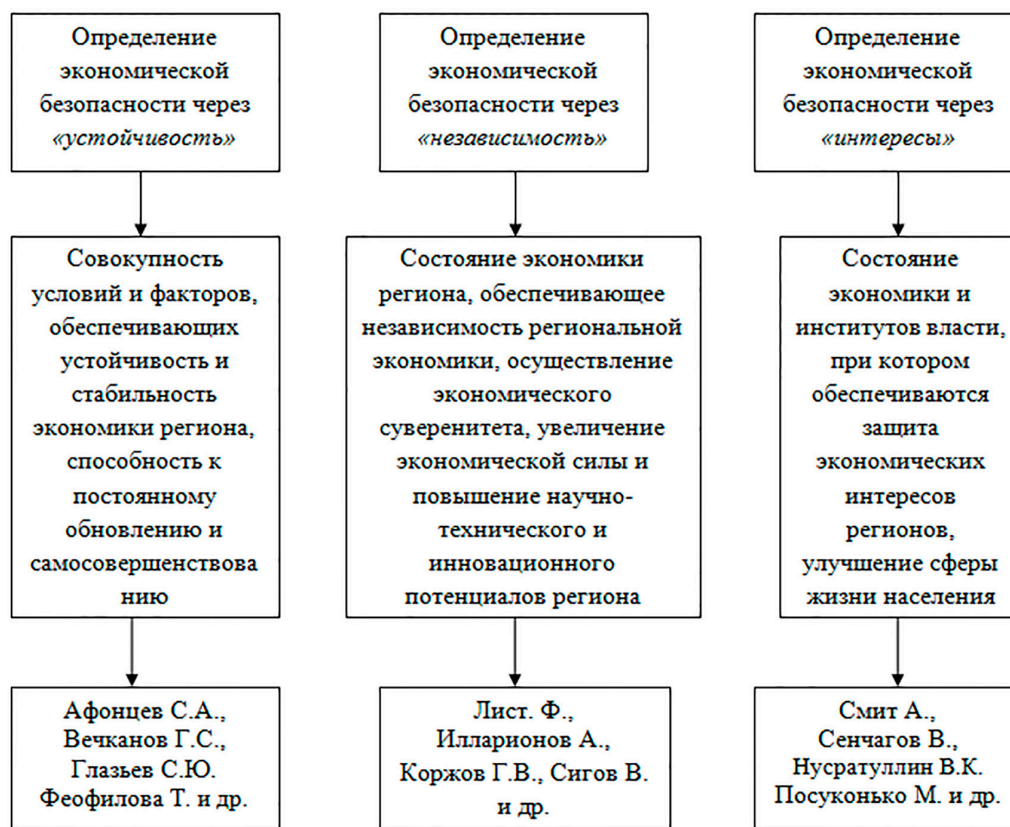 Определение
экономической
безопасности через
«устойчивость»
Совокупность
условий и факторов,
обеспечивающих
устойчивость и
стабильность
экономики региона,
способность к
постоянному
обновлению и
самосовершенствова
нию
Афонцев С.А.,
Вечканов Г.С.,
Глазьев С.Ю.
Феофилова Т. и др.
Определение
экономической
безопасности через
«независимость»
Состояние экономики
региона, обеспечивающее
независимость региональной
экономики, осуществление
экономического
суверенитета, увеличение
экономической силы и
повышение научно-
технического и
инновационного
потенциалов региона
Лист. Ф.,
Илларионов А.,
Коржов Г.В., Сигов В.
и др.
Определение
экономической
безопасности через
«интересы»
Состояние
экономики и
институтов власти,
при котором
обеспечиваются
защита
экономических
интересов
регионов,
улучшение сферы
жизни населения
Смит А.,
Сенчагов В.,
Нусратуллин В.К.
Посуконько М. и др.